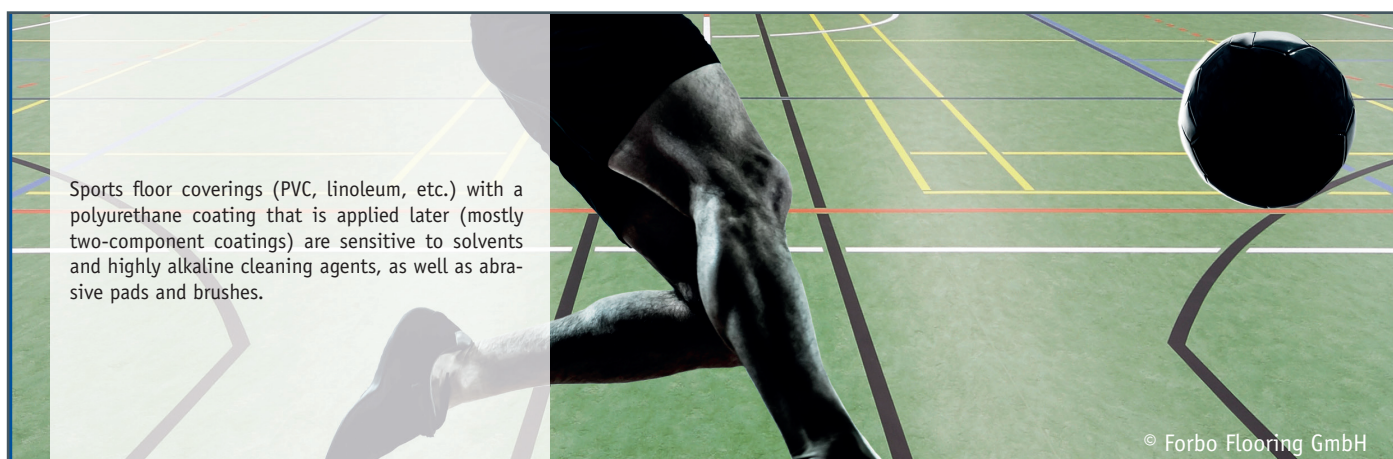 Sports floor coverings (PVC, linoleum, etc.) with a
polyurethane coating that is applied later (mostly
two-component coatings) are sensitive to solvents
and highly alkaline cleaning agents, as well as abra-
sive pads and brushes.
© Forbo Flooring GmbH